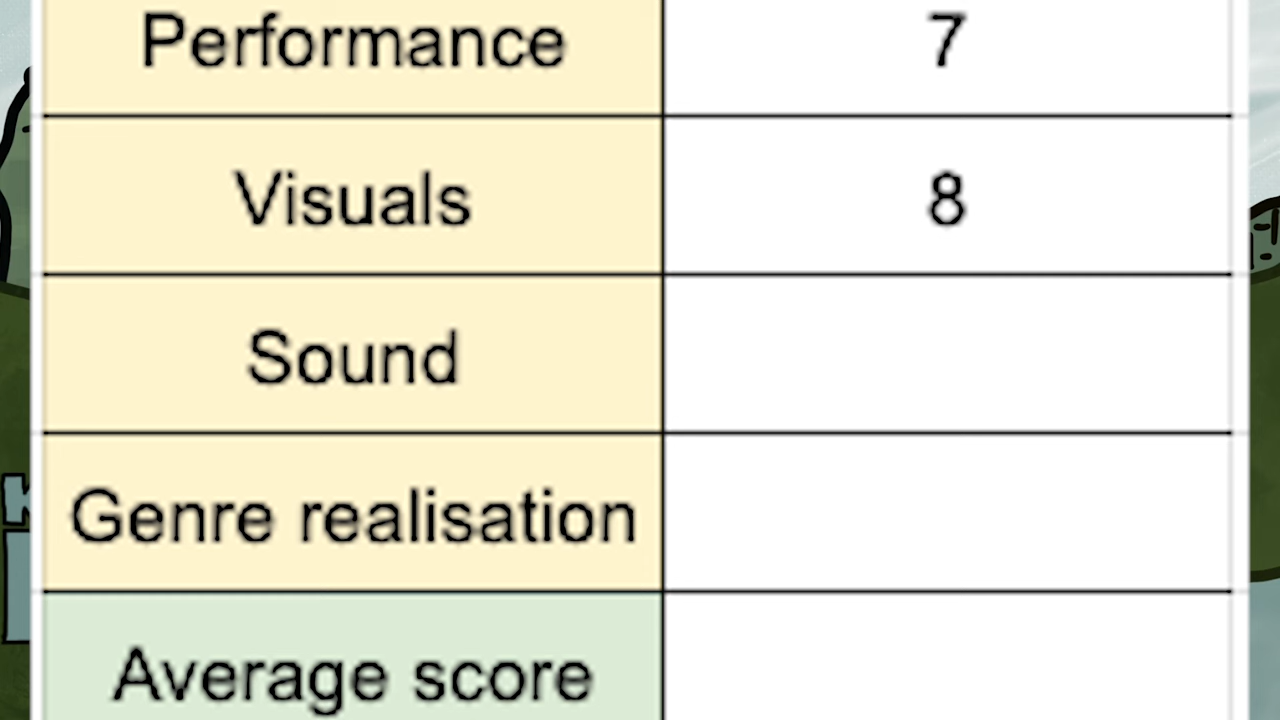 Performance 7
Visuals 8
Sound
Genre realisation
Average score